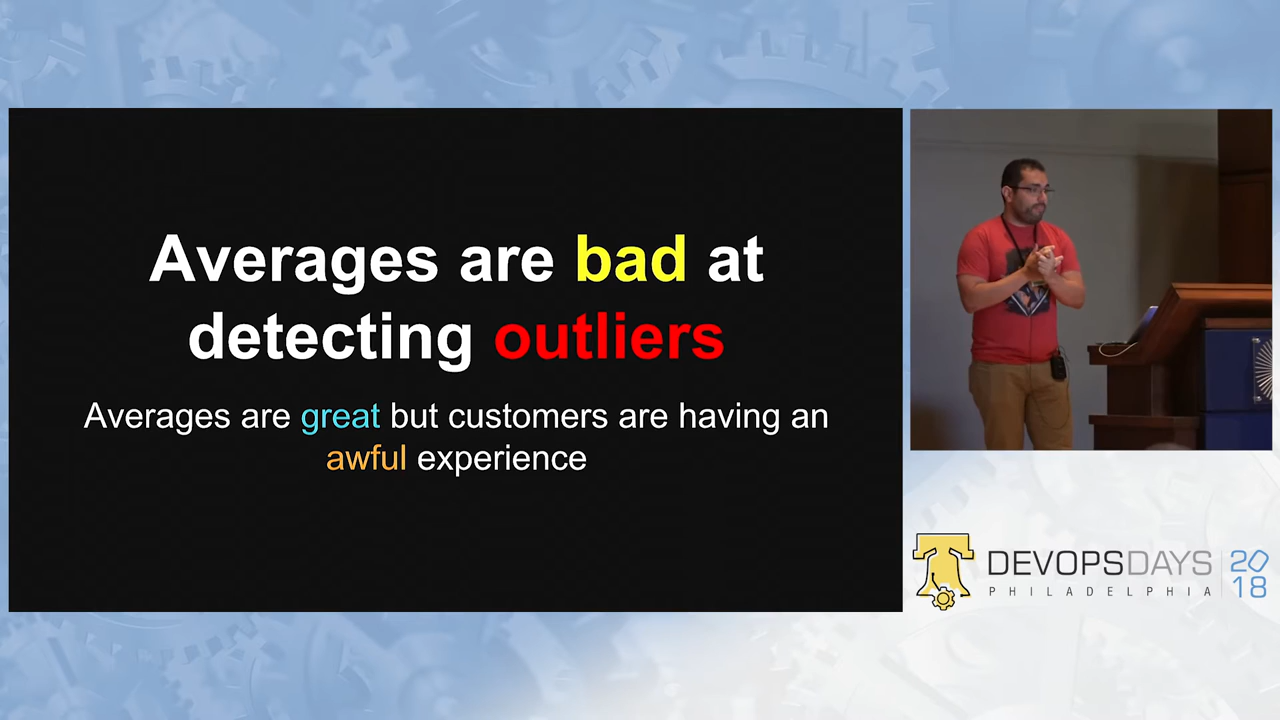 Averages are bad at
detecting outliers
Averages are great but customers are having an
awful experience
DEVOPSDAYS
PHILADELPHIA
20
18